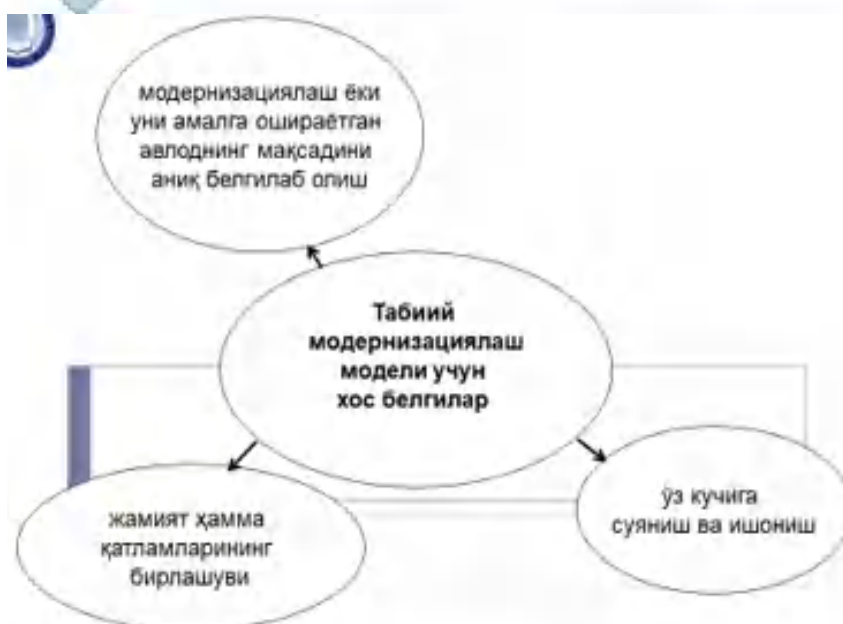 модернизациялаш ёки
уни амалга ошираётган
авлоднинг мақсадини
аниқ белгилаб олиш
Табиий
модернизациялаш
модели учун
хос белгилар
жамият ҳамма
қатламларининг
бирлашуви
ўз кучига
суяниш ва ишониш